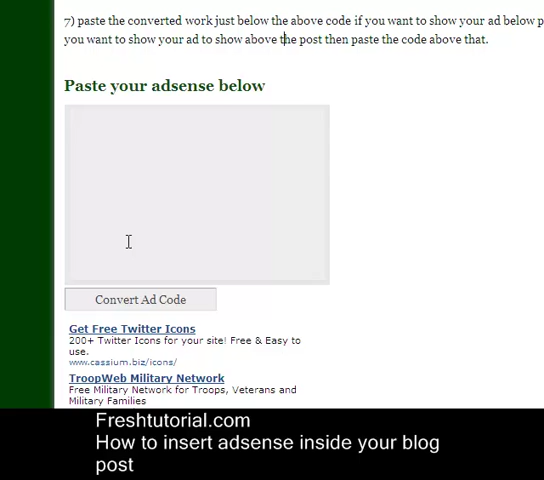 7) paste the converted work just below the above code if you want to show your ad below p
you want to show your ad to show above the post then paste the code above that.
Paste your adsense below
Convert Ad Code
Get Free Twitter Icons
200+ Twitter Icons for your site! Free & Easy to
use.
www.cassium.biz/icons/
TroopWeb Military Network
Free Military Network for Troops, Veterans and
Military Families
Freshtutorial.com
How to insert adsense inside your blog
post